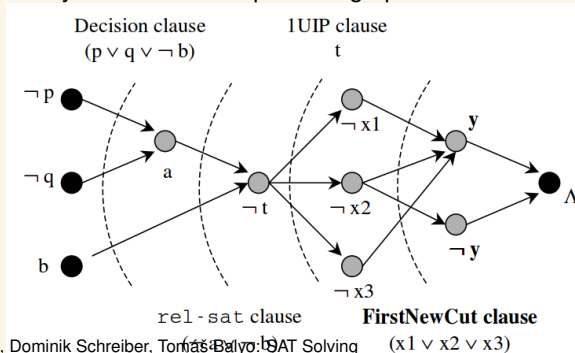 Decision clause
(p ∨ q ∨ ¬ b)
1UIP clause
t
¬ p
¬ x1
y
¬ q
a
¬ t
¬ x2
Λ
b
¬ y
¬ x3
rel-sat clause
FirstNewCut clause
, Dominik Schreiber, Tomáš Balyo: SAT Solving
(x1 ∨ x2 ∨ x3)